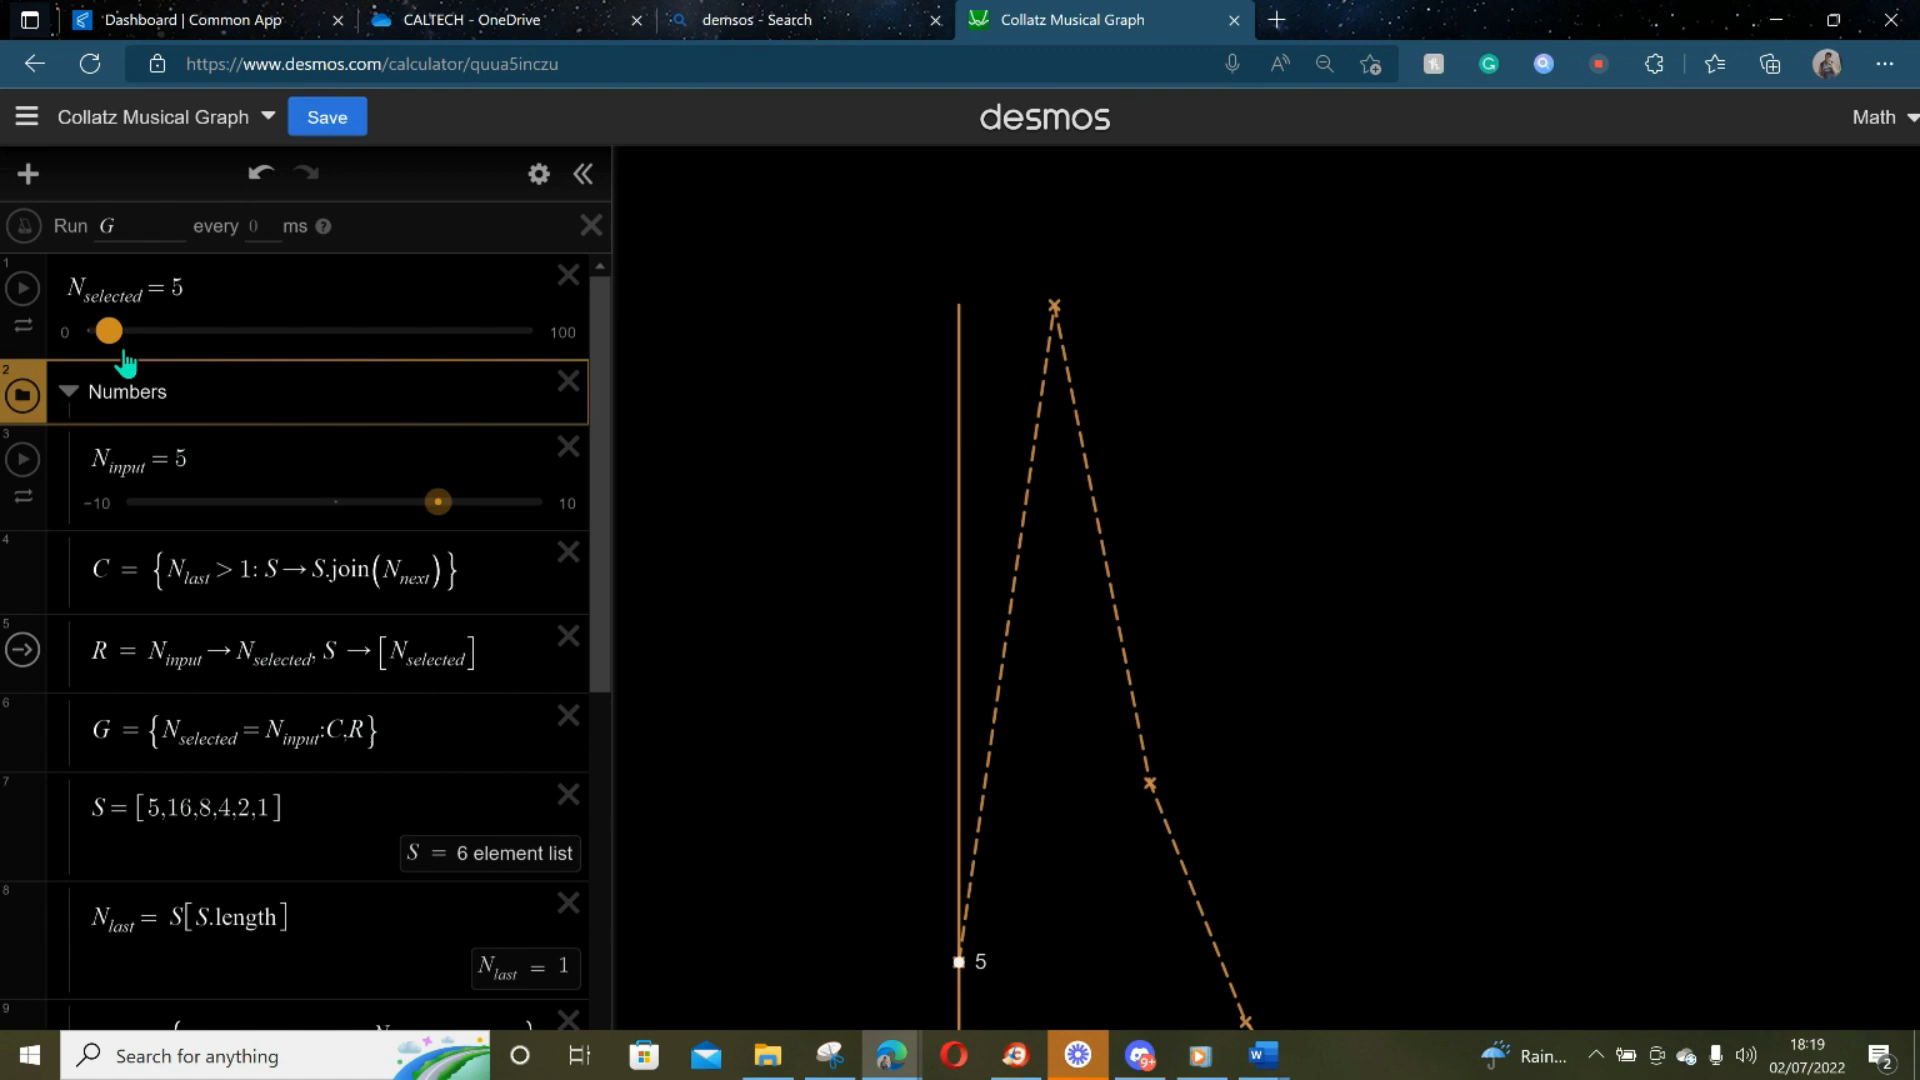 Dashboard | Common App
CALTECH - OneDrive
demsos - Search
Collatz Musical Graph
https://www.desmos.com/calculator/quua5inczu
Collatz Musical Graph
Save
desmos
Math
Run G every 0 ms ?
1
N_selected = 5
0
100
2
Numbers
3
N_input = 5
−10
10
4
C = {N_last > 1: S → S.join(N_next)}
5
R = N_input → N_selected, S → [N_selected]
6
G = {N_selected = N_input: C,R}
7
S = [5,16,8,4,2,1]
S = 6 element list
8
N_last = S[S.length]
N_last = 1
9
5
Search for anything
9+
W
Rain...
18:19
02/07/2022
2